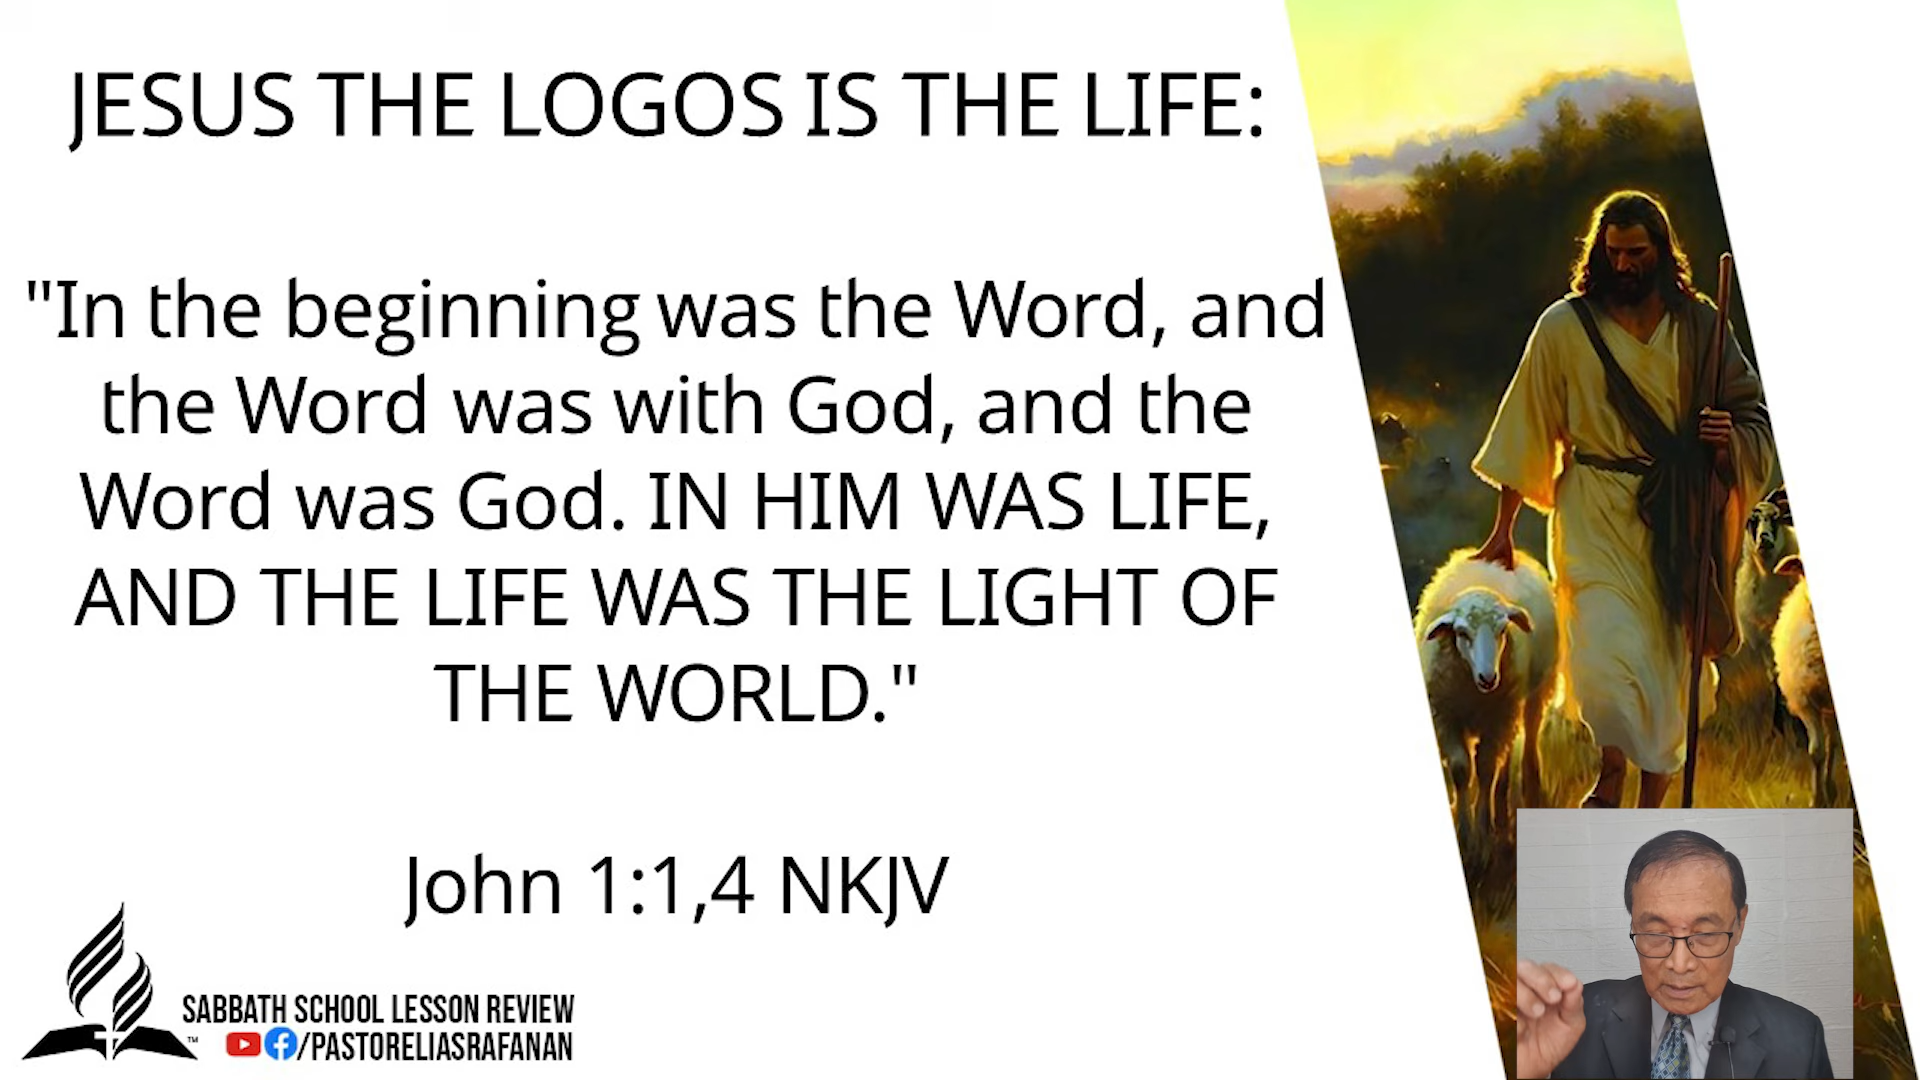 JESUS THE LOGOS IS THE LIFE:
"In the beginning was the Word, and
the Word was with God, and the
Word was God. IN HIM WAS LIFE,
AND THE LIFE WAS THE LIGHT OF
THE WORLD."
John 1:1,4 NKJV
SABBATH SCHOOL LESSON REVIEW
/PASTORELIASRAFANAN
™